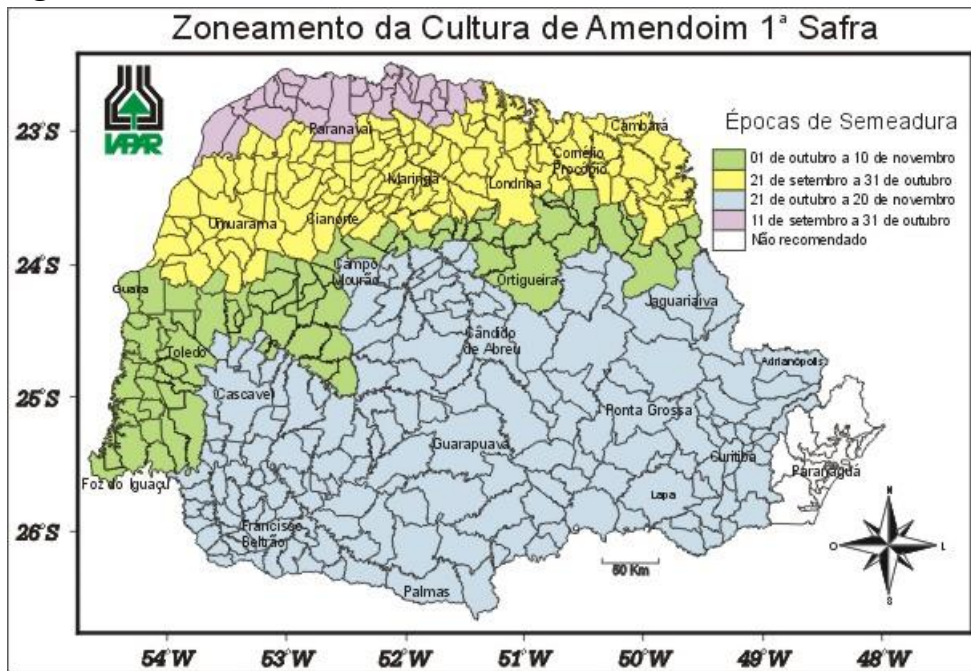 Zoneamento da Cultura de Amendoim 1ª Safra
IAPAR
Épocas de Semeadura
01 de outubro a 10 de novembro
21 de setembro a 31 de outubro
21 de outubro a 20 de novembro
11 de setembro a 31 de outubro
Não recomendado
23°S
24°S
25°S
26°S
Paranavaí
Cambará
Cornélio
Procópio
Maringá
Londrina
Umuarama
Cianorte
Campo
Mourão
Ortigueira
Guaíra
Jaguariaíva
Toledo
Cândido
de Abreu
Adrianópolis
Cascavel
Ponta Grossa
Guarapuava
Curitiba
Paranaguá
Foz do Iguaçu
Lapa
Francisco
Beltrão
Palmas
50 Km
N
O
L
S
54°W
53°W
52°W
51°W
50°W
49°W
48°W